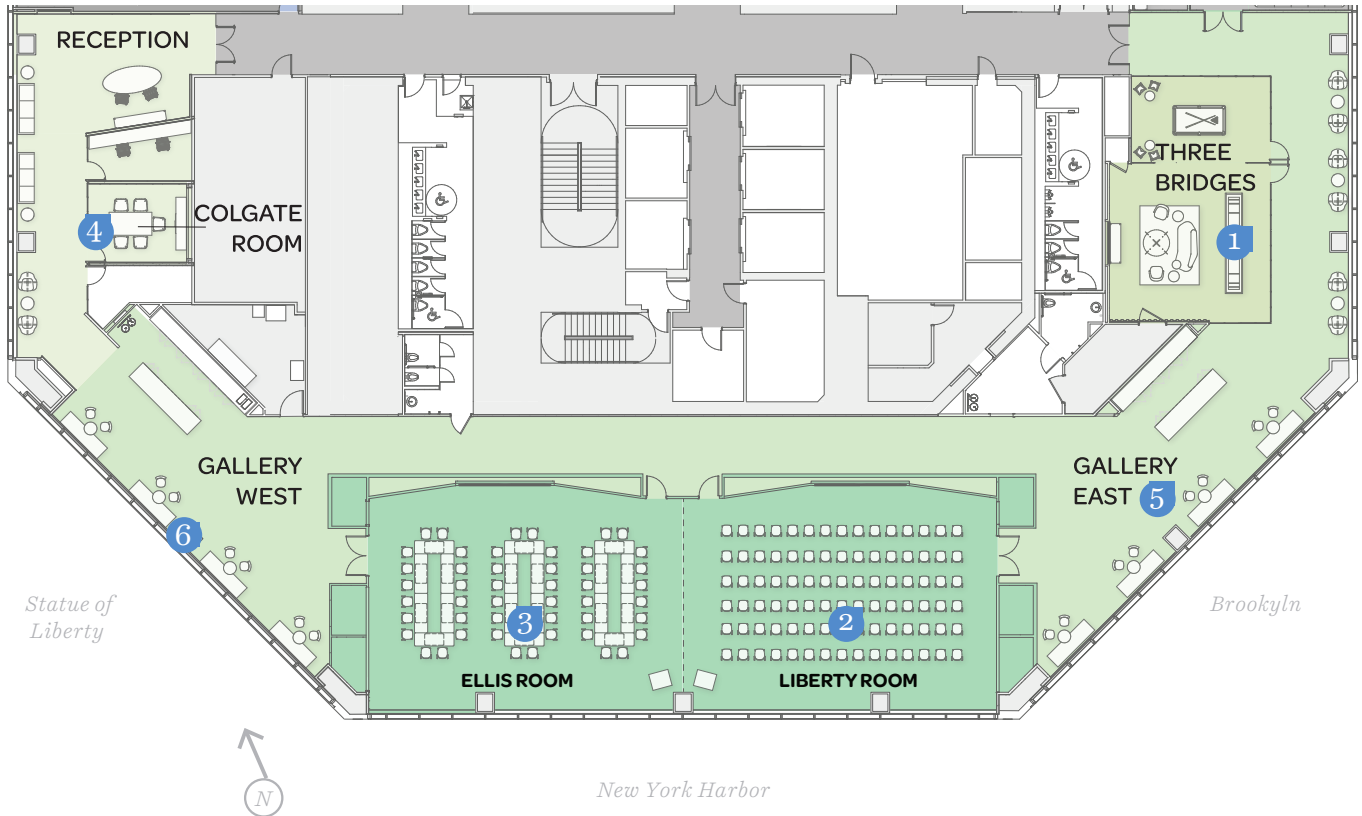 RECEPTION
THREE
BRIDGES
COLGATE
ROOM
4
1
GALLERY
WEST
GALLERY
EAST
5
6
3
2
Statue of
Liberty
Brookyln
ELLIS ROOM
LIBERTY ROOM
New York Harbor
N